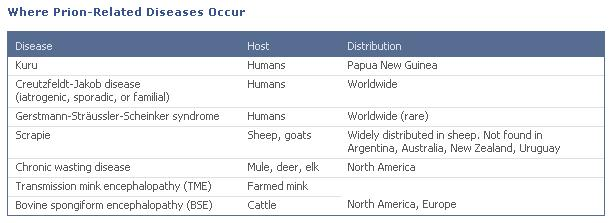 Where Prion-Related Diseases Occur
Disease Host Distribution
Kuru Humans Papua New Guinea
Creutzfeldt-Jakob disease Humans Worldwide
(iatrogenic, sporadic, or familial)
Gerstmann-Sträussler-Scheinker syndrome Humans Worldwide (rare)
Scrapie Sheep, goats Widely distributed in sheep. Not found in
Argentina, Australia, New Zealand, Uruguay
Chronic wasting disease Mule, deer, elk North America
Transmission mink encephalopathy (TME) Farmed mink
Bovine spongiform encephalopathy (BSE) Cattle North America, Europe